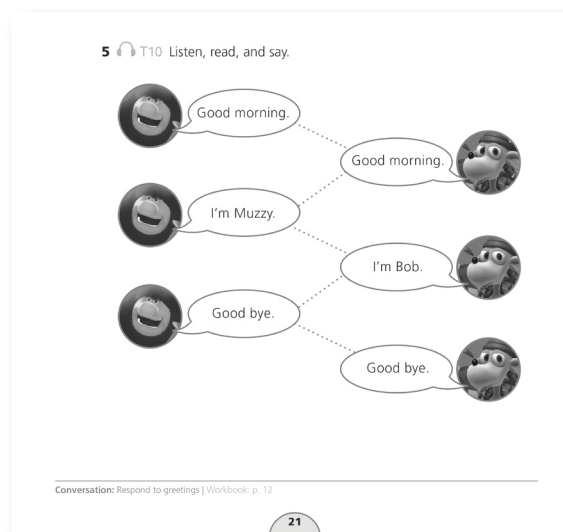 5 T10 Listen, read, and say.
Good morning.
Good morning.
I'm Muzzy.
I'm Bob.
Good bye.
Good bye.
Conversation: Respond to greetings | Workbook: p. 12
21